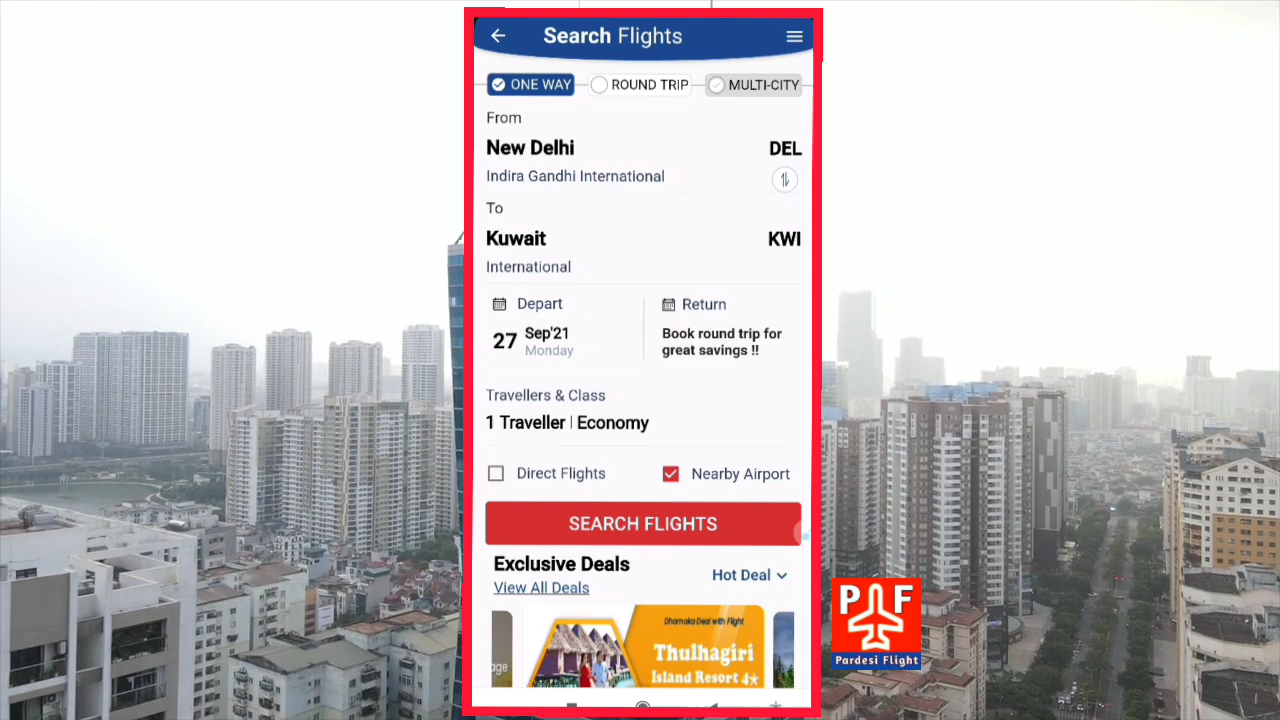 Search Flights
ONE WAY
ROUND TRIP
MULTI-CITY
From
New Delhi
DEL
Indira Gandhi International
To
Kuwait
KWI
International
Depart
27 Sep'21
Monday
Return
Book round trip for
great savings !!
Travellers & Class
1 Traveller | Economy
Direct Flights
Nearby Airport
SEARCH FLIGHTS
Exclusive Deals
View All Deals
Hot Deal
age
Dhamaka Deal with Flight
Thulhagiri
Island Resort 4★
P F
Pardesi Flight